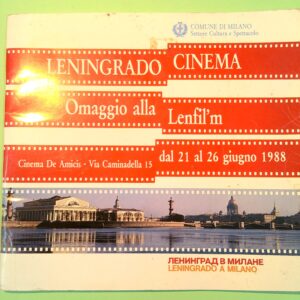 COMUNE DI MILANO
Settore Cultura e Spettacolo
LENINGRADO CINEMA
Omaggio alla Lenfil'm
Cinema De Amicis - Via Caminadella 15
dal 21 al 26 giugno 1988
ЛЕНИНГРАД В МИЛАНЕ
LENINGRADO A MILANO